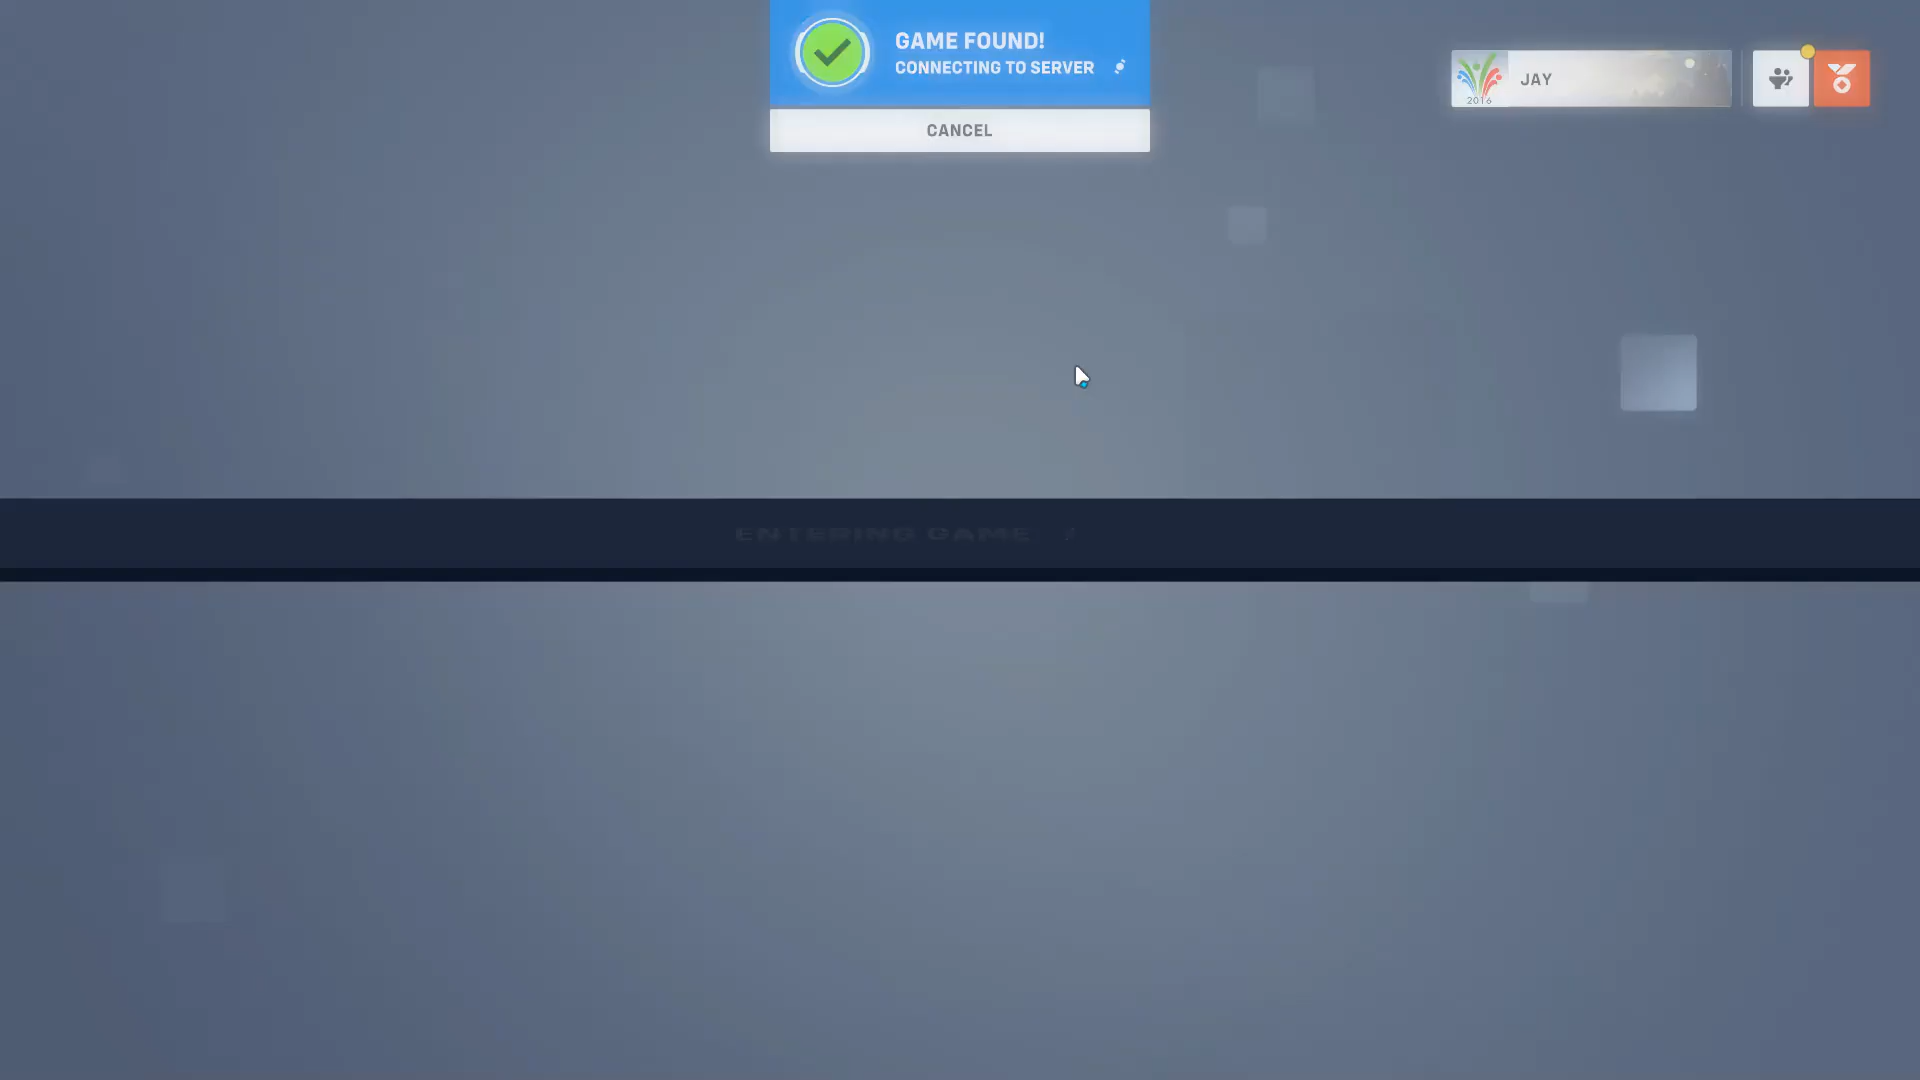 GAME FOUND!
CONNECTING TO SERVER
CANCEL
2016
JAY
ENTERING GAME